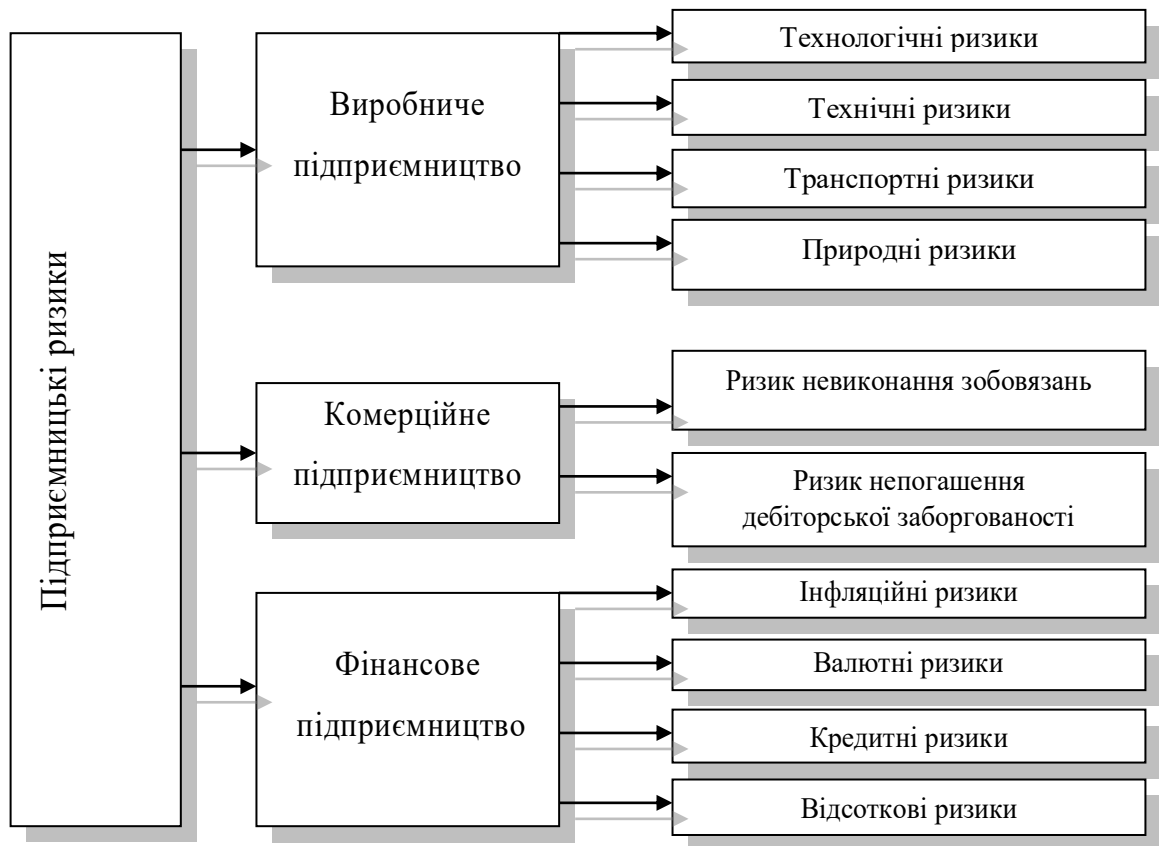 Підприємницькі ризики
Виробниче
підприємництво
Технологічні ризики
Технічні ризики
Транспортні ризики
Природні ризики
Комерційне
підприємництво
Ризик невиконання зобовязань
Ризик непогашення
дебіторської заборгованості
Фінансове
підприємництво
Інфляційні ризики
Валютні ризики
Кредитні ризики
Відсоткові ризики